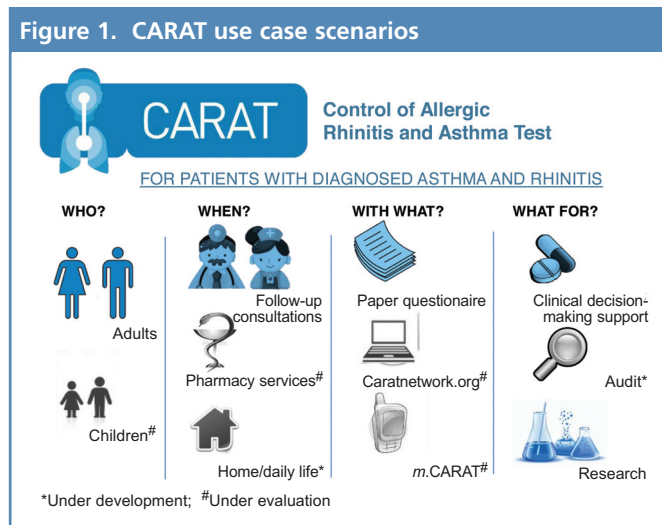 Figure 1. CARAT use case scenarios
CARAT
Control of Allergic
Rhinitis and Asthma Test
FOR PATIENTS WITH DIAGNOSED ASTHMA AND RHINITIS
WHO?
Adults
Children#
WHEN?
Follow-up
consultations
Pharmacy services#
Home/daily life*
WITH WHAT?
Paper questionaire
Caratnetwork.org#
m.CARAT#
WHAT FOR?
Clinical decision-
making support
Audit*
Research
*Under development; #Under evaluation